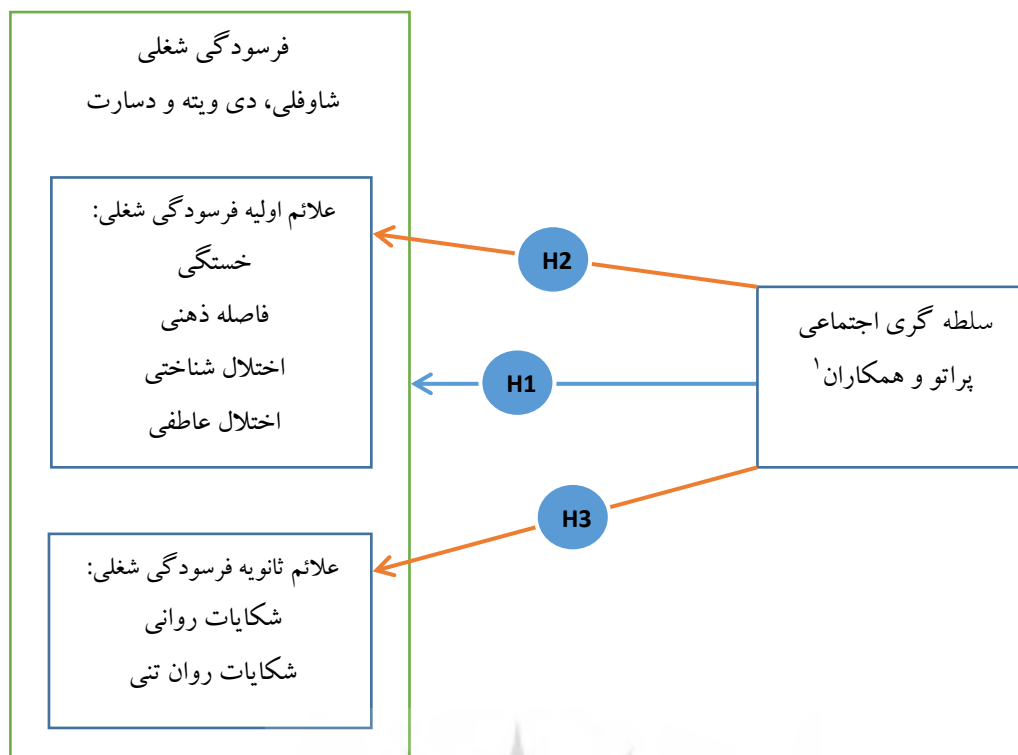 فرسودگی شغلی
شاوفلی، دی ویته و دسارت
علائم اولیه فرسودگی شغلی:
خستگی
فاصله ذهنی
اختلال شناختی
اختلال عاطفی
علائم ثانویه فرسودگی شغلی:
شکایات روانی
شکایات روان تنی
H2
H1
H3
سلطه گری اجتماعی
پراتو و همکاران۱